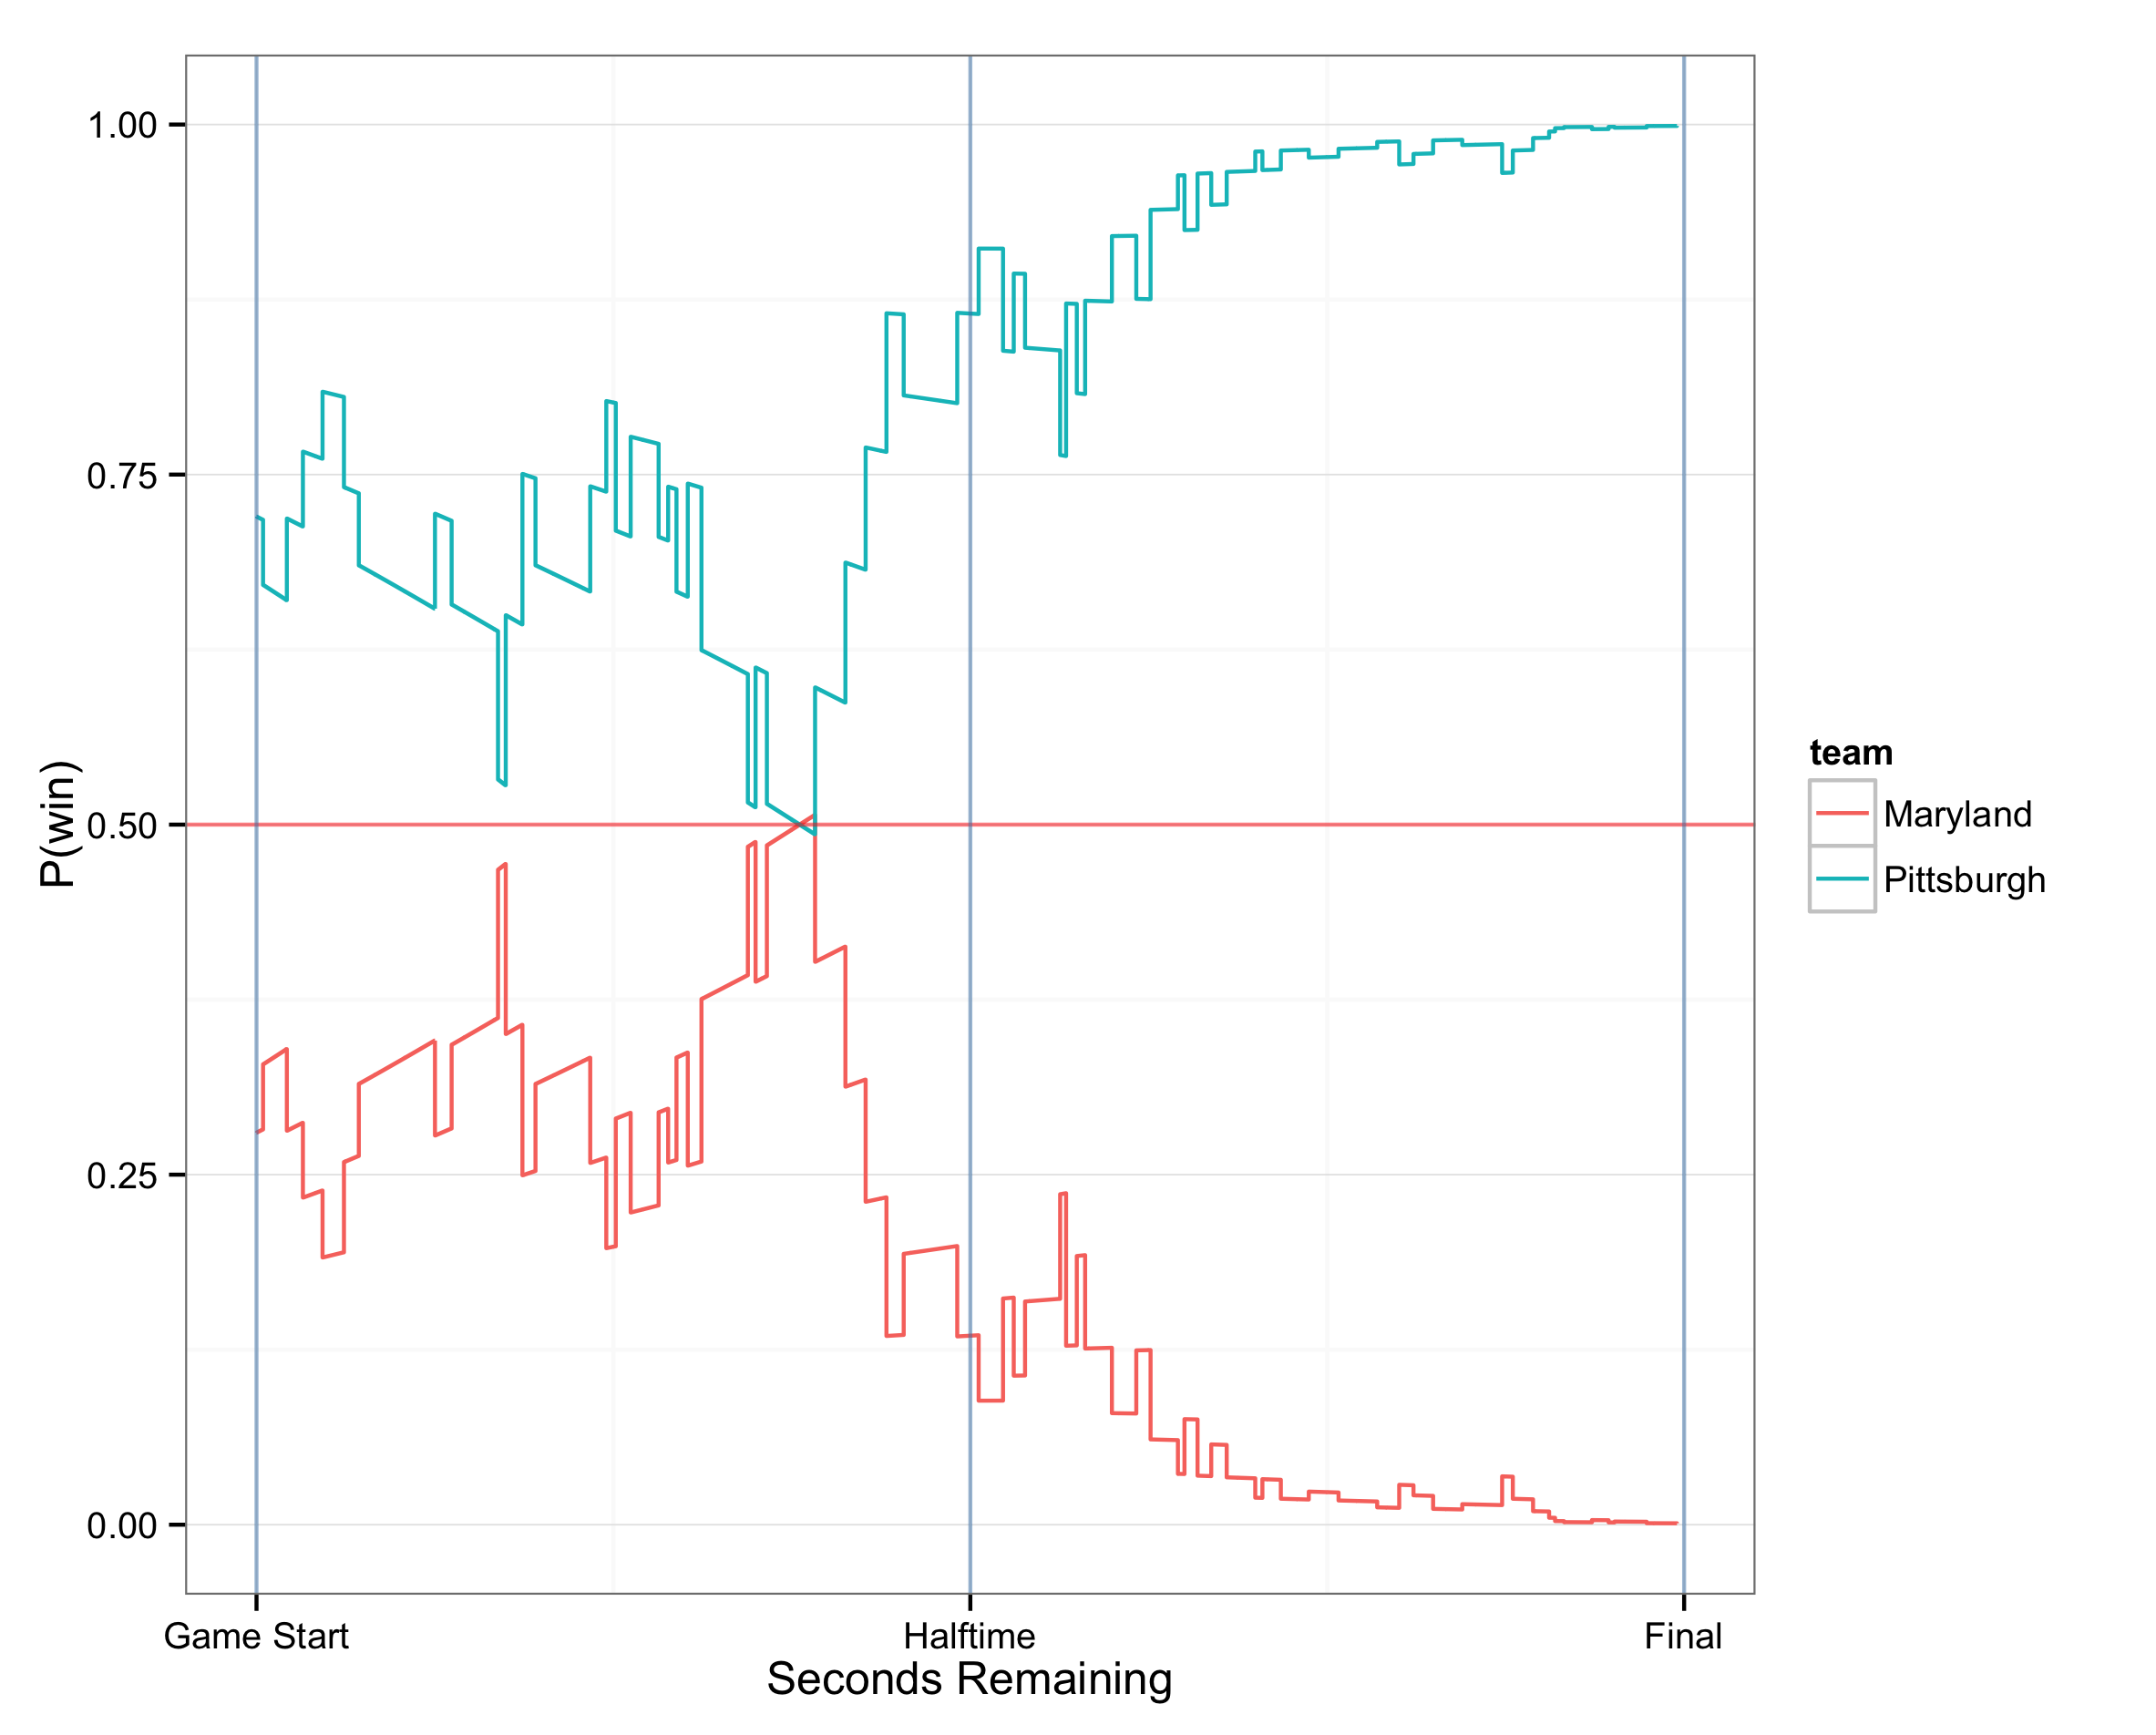 1.00
0.75
0.50
0.25
0.00
P(win)
Game Start
Halftime
Final
Seconds Remaining
team
Maryland
Pittsburgh